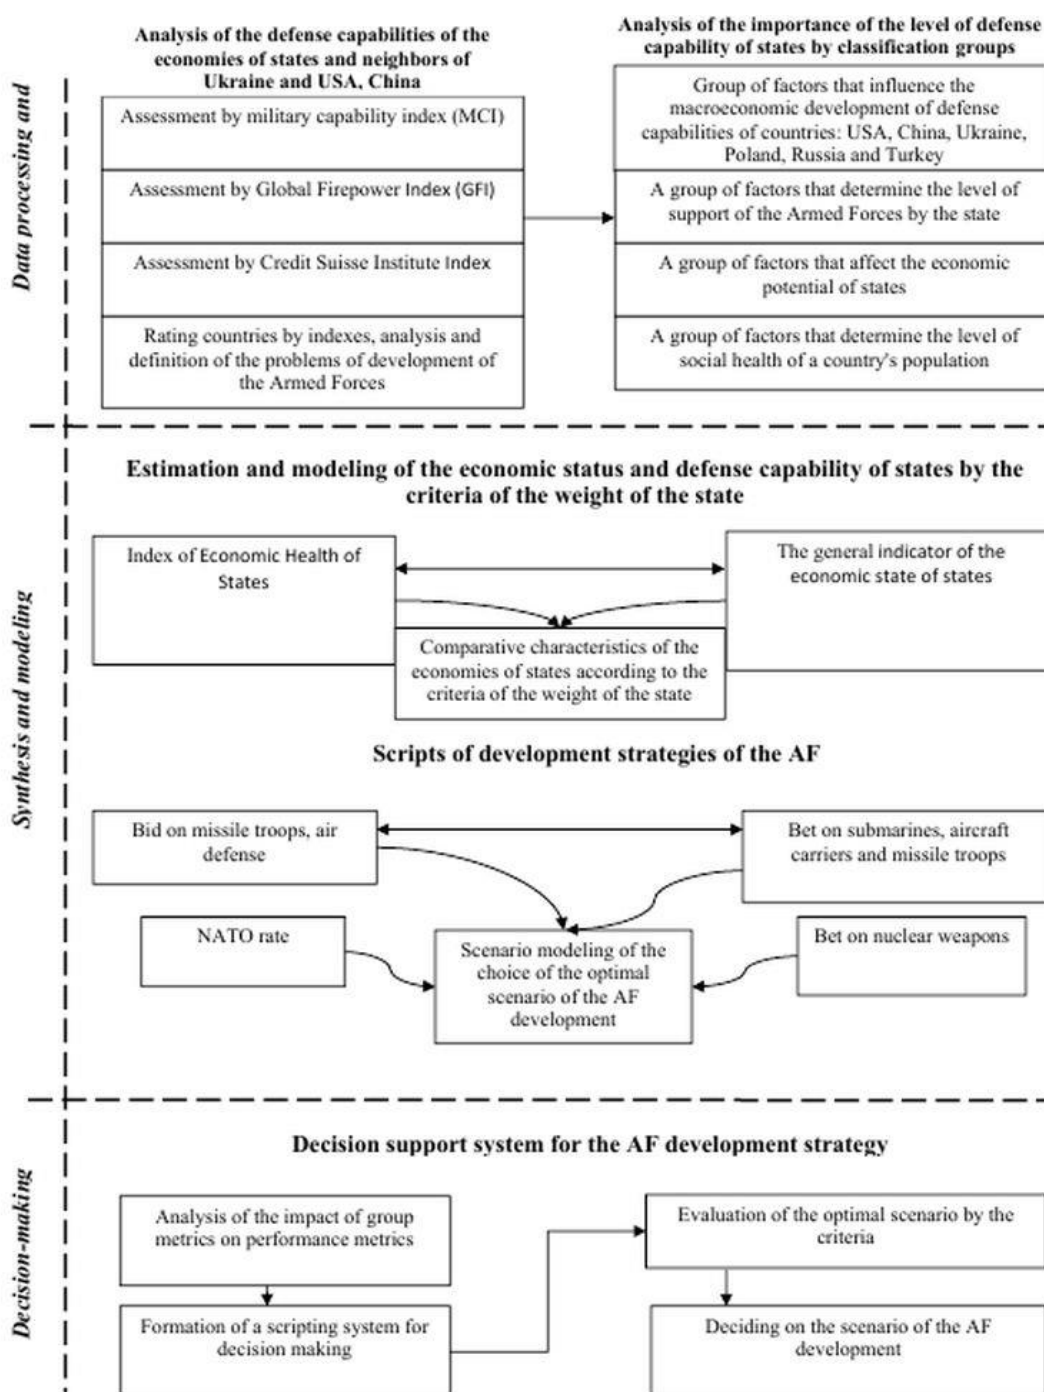 Data processing and
Analysis of the defense capabilities of the
economies of states and neighbors of
Ukraine and USA, China
Assessment by military capability index (MCI)
Assessment by Global Firepower Index (GFI)
Assessment by Credit Suisse Institute Index
Rating countries by indexes, analysis and
definition of the problems of development of
the Armed Forces
Analysis of the importance of the level of defense
capability of states by classification groups
Group of factors that influence the
macroeconomic development of defense
capabilities of countries: USA, China, Ukraine,
Poland, Russia and Turkey
A group of factors that determine the level of
support of the Armed Forces by the state
A group of factors that affect the economic
potential of states
A group of factors that determine the level of
social health of a country's population
Synthesis and modeling
Estimation and modeling of the economic status and defense capability of states by the
criteria of the weight of the state
Index of Economic Health of
States
The general indicator of the
economic state of states
Comparative characteristics of the
economies of states according to the
criteria of the weight of the state
Scripts of development strategies of the AF
Bid on missile troops, air
defense
Bet on submarines, aircraft
carriers and missile troops
NATO rate
Scenario modeling of the
choice of the optimal
scenario of the AF
development
Bet on nuclear weapons
Decision-making
Decision support system for the AF development strategy
Analysis of the impact of group
metrics on performance metrics
Formation of a scripting system for
decision making
Evaluation of the optimal scenario by the
criteria
Deciding on the scenario of the AF
development